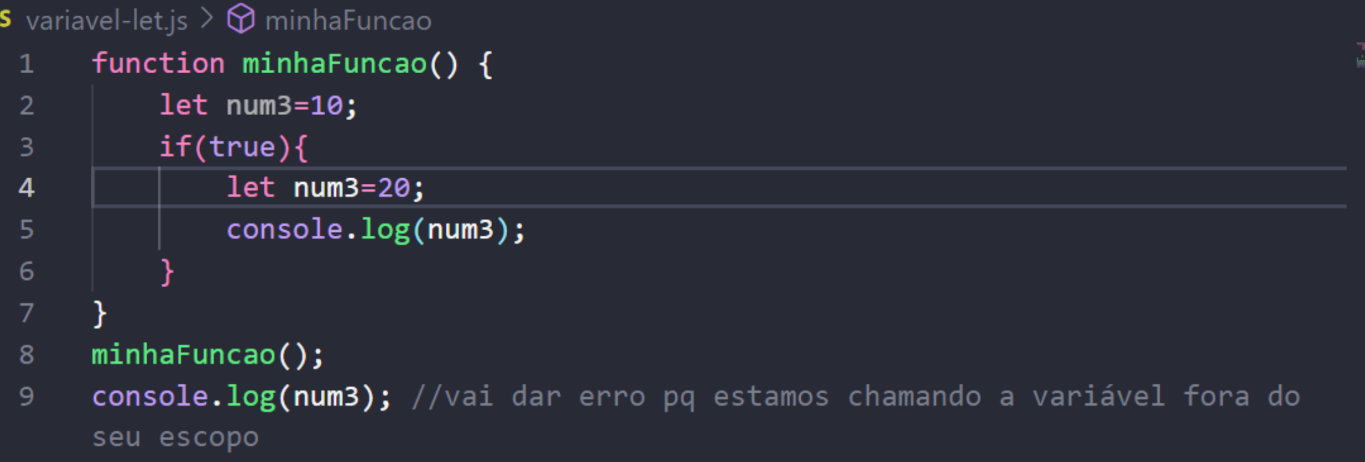 S variavel-let.js > minhaFuncao
1 function minhaFuncao() {
2 let num3=10;
3 if(true){
4 let num3=20;
5 console.log(num3);
6 }
7 }
8 minhaFuncao();
9 console.log(num3); //vai dar erro pq estamos chamando a variável fora do
seu escopo